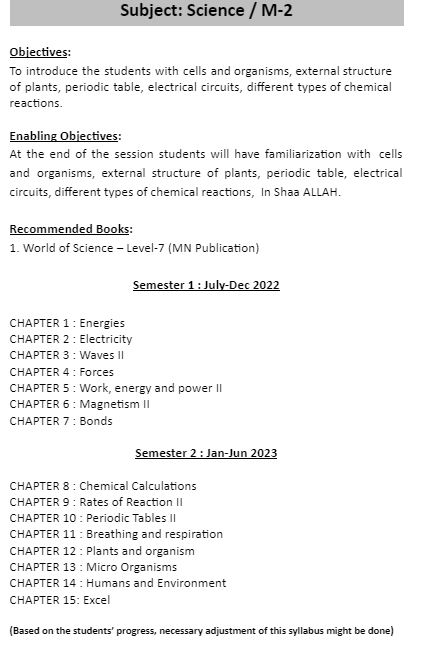 Subject: Science / M-2
Objectives:
To introduce the students with cells and organisms, external structure
of plants, periodic table, electrical circuits, different types of chemical
reactions.
Enabling Objectives:
At the end of the session students will have familiarization with cells
and organisms, external structure of plants, periodic table, electrical
circuits, different types of chemical reactions, In Shaa ALLAH.
Recommended Books:
1. World of Science – Level-7 (MN Publication)
Semester 1 : July-Dec 2022
CHAPTER 1 : Energies
CHAPTER 2 : Electricity
CHAPTER 3 : Waves II
CHAPTER 4 : Forces
CHAPTER 5 : Work, energy and power II
CHAPTER 6 : Magnetism II
CHAPTER 7 : Bonds
Semester 2 : Jan-Jun 2023
CHAPTER 8 : Chemical Calculations
CHAPTER 9 : Rates of Reaction II
CHAPTER 10 : Periodic Tables II
CHAPTER 11 : Breathing and respiration
CHAPTER 12 : Plants and organism
CHAPTER 13 : Micro Organisms
CHAPTER 14 : Humans and Environment
CHAPTER 15: Excel
(Based on the students’ progress, necessary adjustment of this syllabus might be done)